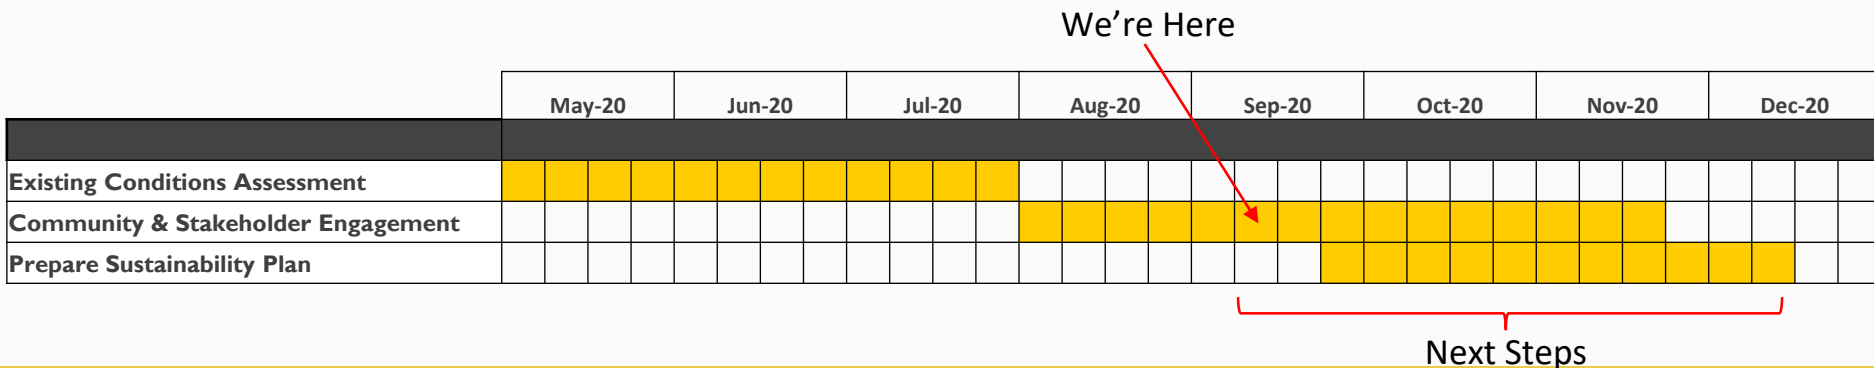 We’re Here
May-20 Jun-20 Jul-20 Aug-20 Sep-20 Oct-20 Nov-20 Dec-20
Existing Conditions Assessment
Community & Stakeholder Engagement
Prepare Sustainability Plan
Next Steps